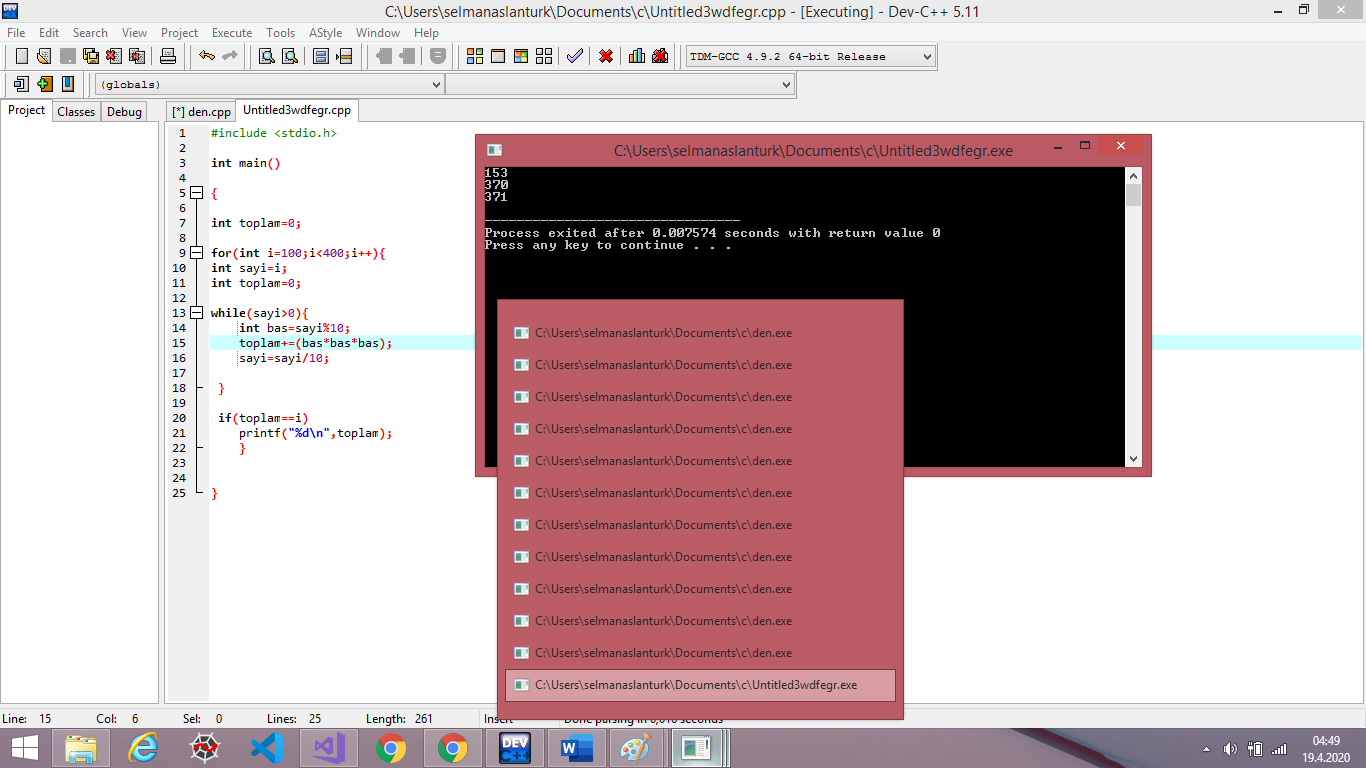 C:\Users\selmanaslanturk\Documents\c\Untitled3wdfegr.cpp - [Executing] - Dev-C++ 5.11
File Edit Search View Project Execute Tools AStyle Window Help
TDM-GCC 4.9.2 64-bit Release
(globals)
Project Classes Debug
[*] den.cpp Untitled3wdfegr.cpp
1 #include <stdio.h>
2
3 int main()
4
5 {
6
7 int toplam=0;
8
9 for(int i=100;i<400;i++){
10 int sayi=i;
11 int toplam=0;
12
13 while(sayi>0){
14 int bas=sayi%10;
15 toplam+=(bas*bas*bas);
16 sayi=sayi/10;
17
18 }
19
20 if(toplam==i)
21 printf("%d\n",toplam);
22 }
23
24
25 }
C:\Users\selmanaslanturk\Documents\c\Untitled3wdfegr.exe
153
370
371
--------------------------------
Process exited after 0.007574 seconds with return value 0
Press any key to continue . . .
C:\Users\selmanaslanturk\Documents\c\den.exe
C:\Users\selmanaslanturk\Documents\c\den.exe
C:\Users\selmanaslanturk\Documents\c\den.exe
C:\Users\selmanaslanturk\Documents\c\den.exe
C:\Users\selmanaslanturk\Documents\c\den.exe
C:\Users\selmanaslanturk\Documents\c\den.exe
C:\Users\selmanaslanturk\Documents\c\den.exe
C:\Users\selmanaslanturk\Documents\c\den.exe
C:\Users\selmanaslanturk\Documents\c\den.exe
C:\Users\selmanaslanturk\Documents\c\den.exe
C:\Users\selmanaslanturk\Documents\c\den.exe
C:\Users\selmanaslanturk\Documents\c\Untitled3wdfegr.exe
Line: 15 Col: 6 Sel: 0 Lines: 25 Length: 261 Insert
DEV C++
04:49
19.4.2020